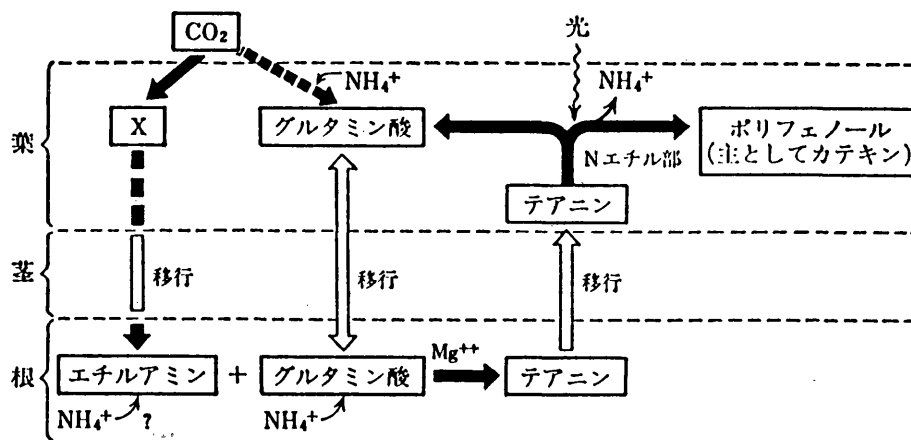 CO₂
光
NH₄⁺
NH₄⁺
葉
X
グルタミン酸
ポリフェノール
(主としてカテキン)
Nエチル部
テアニン
茎
移行
移行
移行
根
エチルアミン
+
グルタミン酸
Mg⁺⁺
テアニン
NH₄⁺
?
NH₄⁺